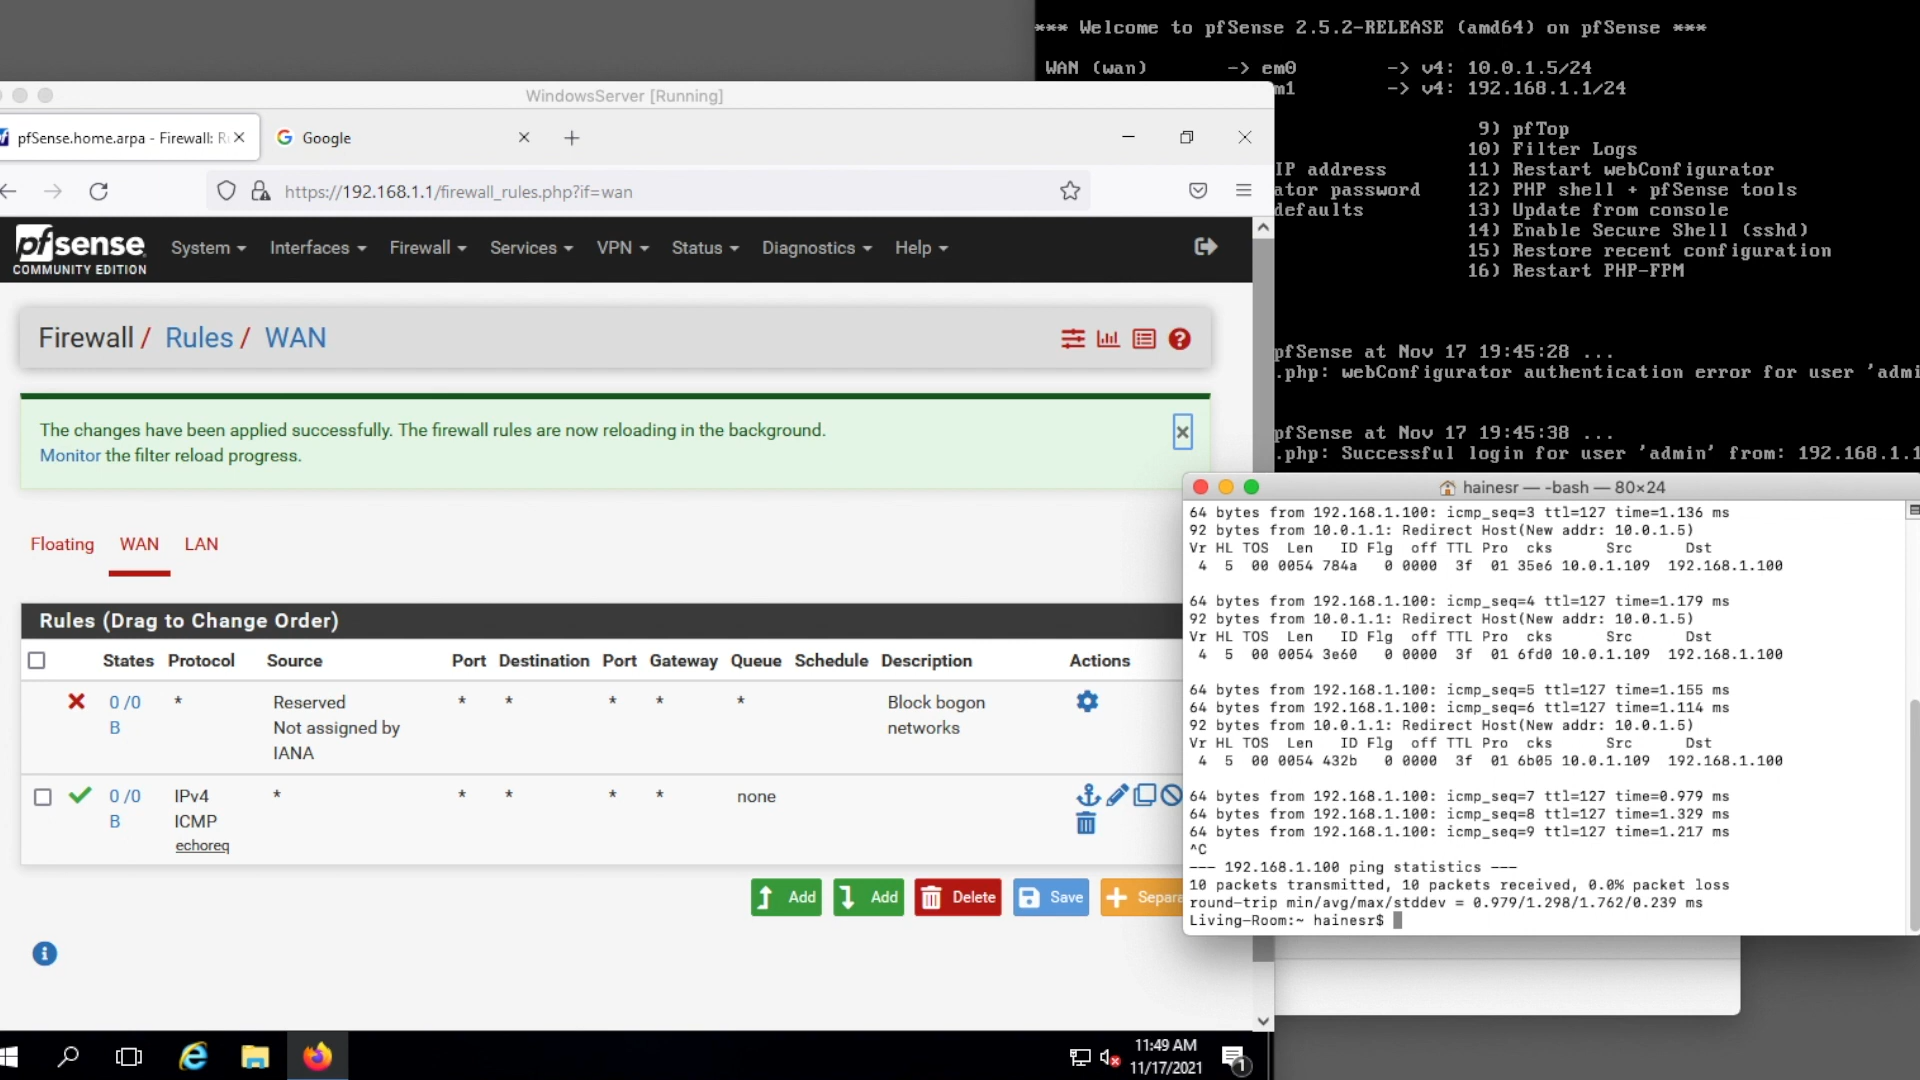 *** Welcome to pfSense 2.5.2-RELEASE (amd64) on pfSense ***
WAN (wan) -> em0 -> v4: 10.0.1.5/24
m1 -> v4: 192.168.1.1/24
9) pfTop
10) Filter Logs
IP address 11) Restart webConfigurator
ator password 12) PHP shell + pfSense tools
defaults 13) Update from console
14) Enable Secure Shell (sshd)
15) Restore recent configuration
16) Restart PHP-FPM
pfSense at Nov 17 19:45:28 ...
.php: webConfigurator authentication error for user 'admi
pfSense at Nov 17 19:45:38 ...
.php: Successful login for user 'admin' from: 192.168.1.1
WindowsServer [Running]
pfSense.home.arpa - Firewall: R
Google
https://192.168.1.1/firewall_rules.php?if=wan
pfsense
COMMUNITY EDITION
System Interfaces Firewall Services VPN Status Diagnostics Help
Firewall / Rules / WAN
The changes have been applied successfully. The firewall rules are now reloading in the background.
Monitor the filter reload progress.
Floating WAN LAN
Rules (Drag to Change Order)
States Protocol Source Port Destination Port Gateway Queue Schedule Description Actions
0 /0 * Reserved * * * * * Block bogon
B Not assigned by networks
IANA
0 /0 IPv4 * * * * * none
B ICMP
echoreq
Add Add Delete Save Separa
hainesr — -bash — 80×24
64 bytes from 192.168.1.100: icmp_seq=3 ttl=127 time=1.136 ms
92 bytes from 10.0.1.1: Redirect Host(New addr: 10.0.1.5)
Vr HL TOS Len ID Flg off TTL Pro cks Src Dst
4 5 00 0054 784a 0 0000 3f 01 35e6 10.0.1.109 192.168.1.100
64 bytes from 192.168.1.100: icmp_seq=4 ttl=127 time=1.179 ms
92 bytes from 10.0.1.1: Redirect Host(New addr: 10.0.1.5)
Vr HL TOS Len ID Flg off TTL Pro cks Src Dst
4 5 00 0054 3e60 0 0000 3f 01 6fd0 10.0.1.109 192.168.1.100
64 bytes from 192.168.1.100: icmp_seq=5 ttl=127 time=1.155 ms
64 bytes from 192.168.1.100: icmp_seq=6 ttl=127 time=1.114 ms
92 bytes from 10.0.1.1: Redirect Host(New addr: 10.0.1.5)
Vr HL TOS Len ID Flg off TTL Pro cks Src Dst
4 5 00 0054 432b 0 0000 3f 01 6b05 10.0.1.109 192.168.1.100
64 bytes from 192.168.1.100: icmp_seq=7 ttl=127 time=0.979 ms
64 bytes from 192.168.1.100: icmp_seq=8 ttl=127 time=1.329 ms
64 bytes from 192.168.1.100: icmp_seq=9 ttl=127 time=1.217 ms
^C
--- 192.168.1.100 ping statistics ---
10 packets transmitted, 10 packets received, 0.0% packet loss
round-trip min/avg/max/stddev = 0.979/1.298/1.762/0.239 ms
Living-Room:~ hainesr$
11:49 AM
11/17/2021
1